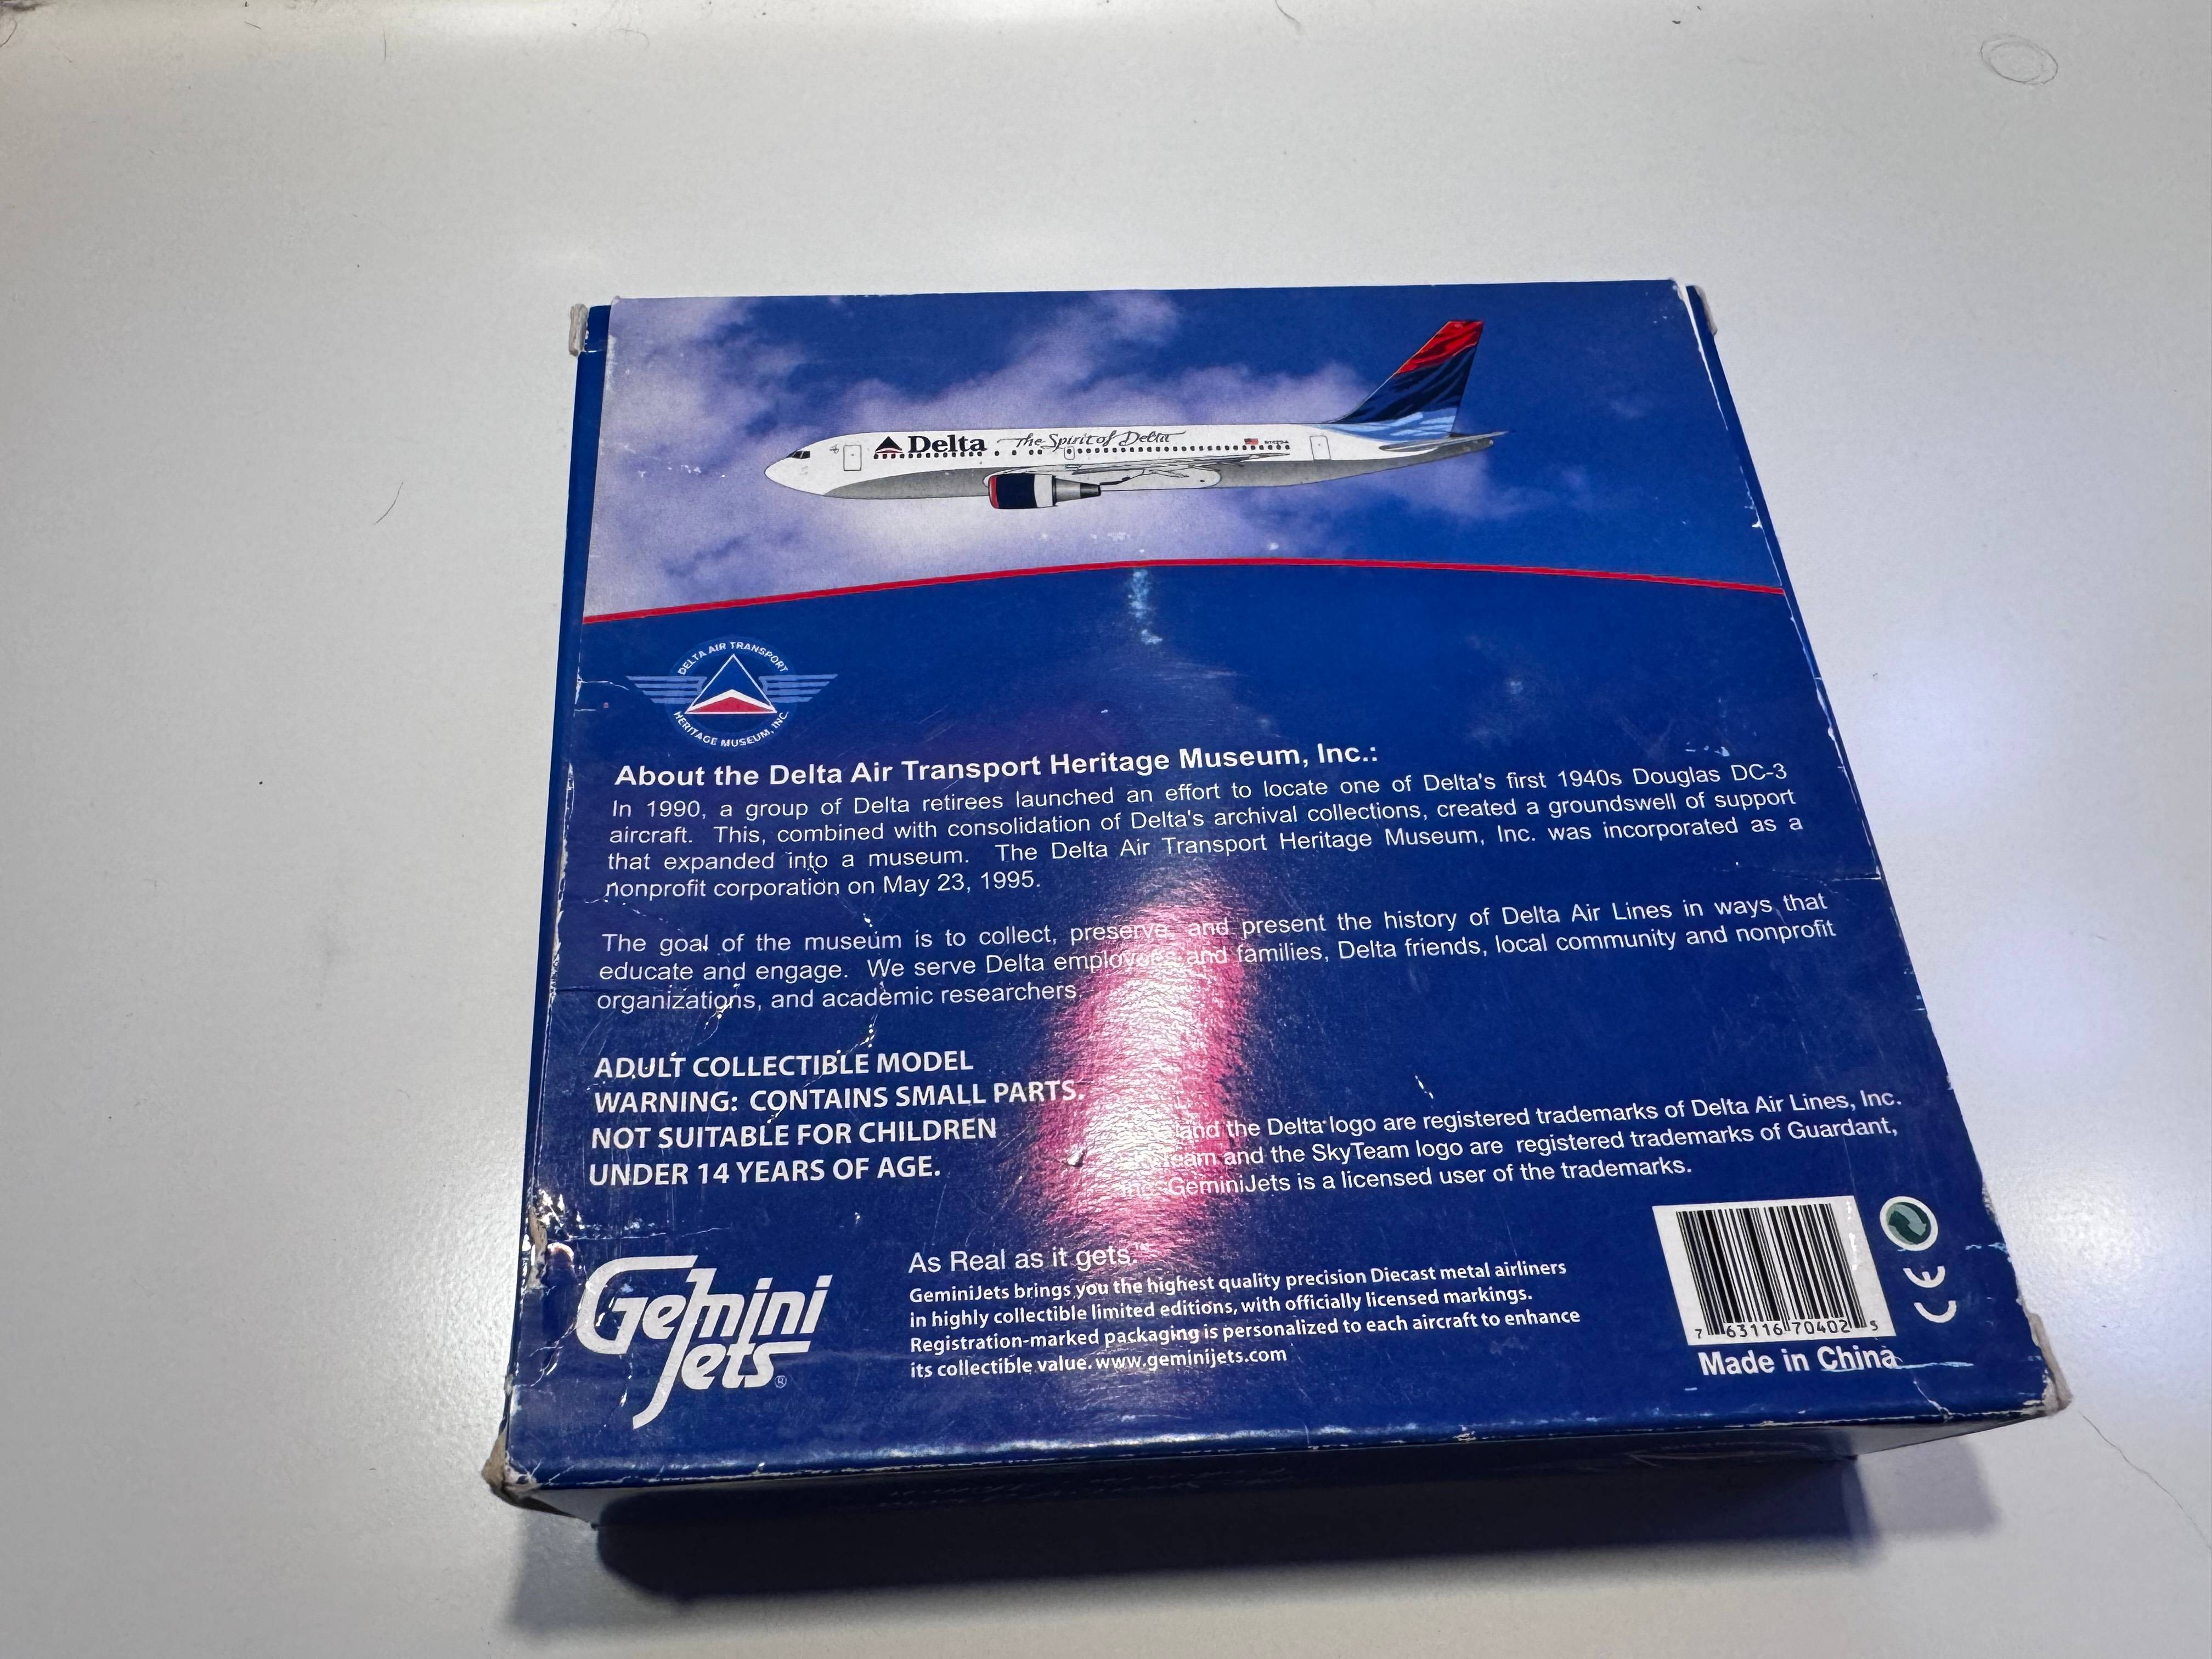 Delta The Spirit of Delta
DELTA AIR TRANSPORT
HERITAGE MUSEUM, INC.
About the Delta Air Transport Heritage Museum, Inc.:
In 1990, a group of Delta retirees launched an effort to locate one of Delta's first 1940s Douglas DC-3
aircraft. This, combined with consolidation of Delta's archival collections, created a groundswell of support
that expanded into a museum. The Delta Air Transport Heritage Museum, Inc. was incorporated as a
nonprofit corporation on May 23, 1995.
The goal of the museum is to collect, preserve, and present the history of Delta Air Lines in ways that
educate and engage. We serve Delta employees and families, Delta friends, local community and nonprofit
organizations, and academic researchers.
ADULT COLLECTIBLE MODEL
WARNING: CONTAINS SMALL PARTS.
NOT SUITABLE FOR CHILDREN
UNDER 14 YEARS OF AGE.
and the Delta logo are registered trademarks of Delta Air Lines, Inc.
and the SkyTeam logo are registered trademarks of Guardant,
Inc. GeminiJets is a licensed user of the trademarks.
Gemini
Jets®
As Real as it gets.™
GeminiJets brings you the highest quality precision Diecast metal airliners
in highly collectible limited editions, with officially licensed markings.
Registration-marked packaging is personalized to each aircraft to enhance
its collectible value. www.geminijets.com
7 63116 70402 5
Made in China
CE